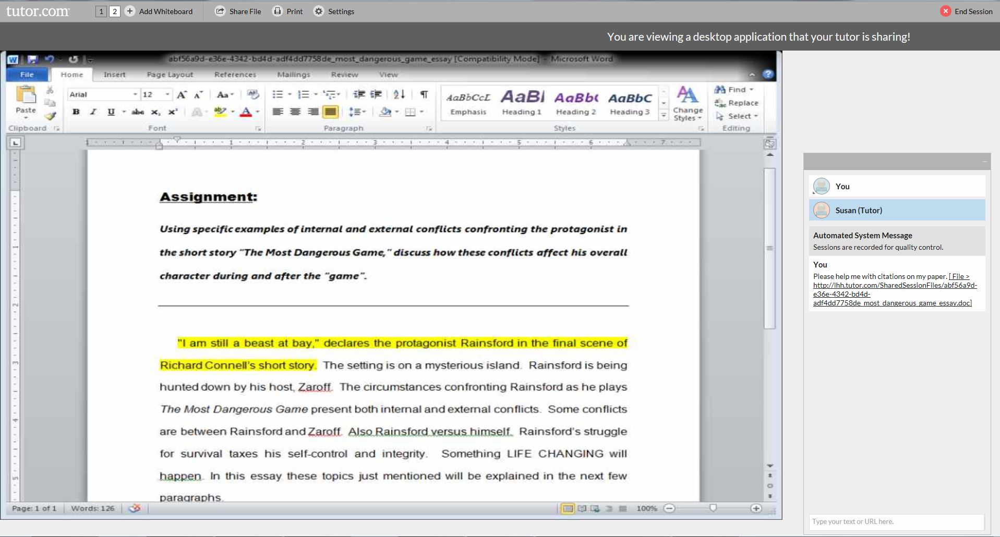 tutor.com
1 2 Add Whiteboard Share File Print Settings End Session
You are viewing a desktop application that your tutor is sharing!
abf56a9d-e36e-4342-bd4d-adf4dd7758de_most_dangerous_game_essay [Compatibility Mode] - Microsoft Word
File Home Insert Page Layout References Mailings Review View
Paste
Clipboard
Arial 12
B I U abe x₂ x² A
Font
Paragraph
AaBbCcL AaBl AaBb( AaBbC
Emphasis Heading 1 Heading 2 Heading 3
Styles
Change
Styles
Find
Replace
Select
Editing
1 2 3 4 5 6 7
Assignment:
Using specific examples of internal and external conflicts confronting the protagonist in
the short story "The Most Dangerous Game," discuss how these conflicts affect his overall
character during and after the "game".
"I am still a beast at bay," declares the protagonist Rainsford in the final scene of
Richard Connell's short story. The setting is on a mysterious island. Rainsford is being
hunted down by his host, Zaroff. The circumstances confronting Rainsford as he plays
The Most Dangerous Game present both internal and external conflicts. Some conflicts
are between Rainsford and Zaroff. Also Rainsford versus himself. Rainsford's struggle
for survival taxes his self-control and integrity. Something LIFE CHANGING will
happen. In this essay these topics just mentioned will be explained in the next few
paragraphs.
Page: 1 of 1 Words: 126 100%
You
Susan (Tutor)
Automated System Message
Sessions are recorded for quality control.
You
Please help me with citations on my paper. [ File >
http://lhh.tutor.com/SharedSessionFiles/abf56a9d-
e36e-4342-bd4d-
adf4dd7758de_most_dangerous_game_essay.doc]
Type your text or URL here.